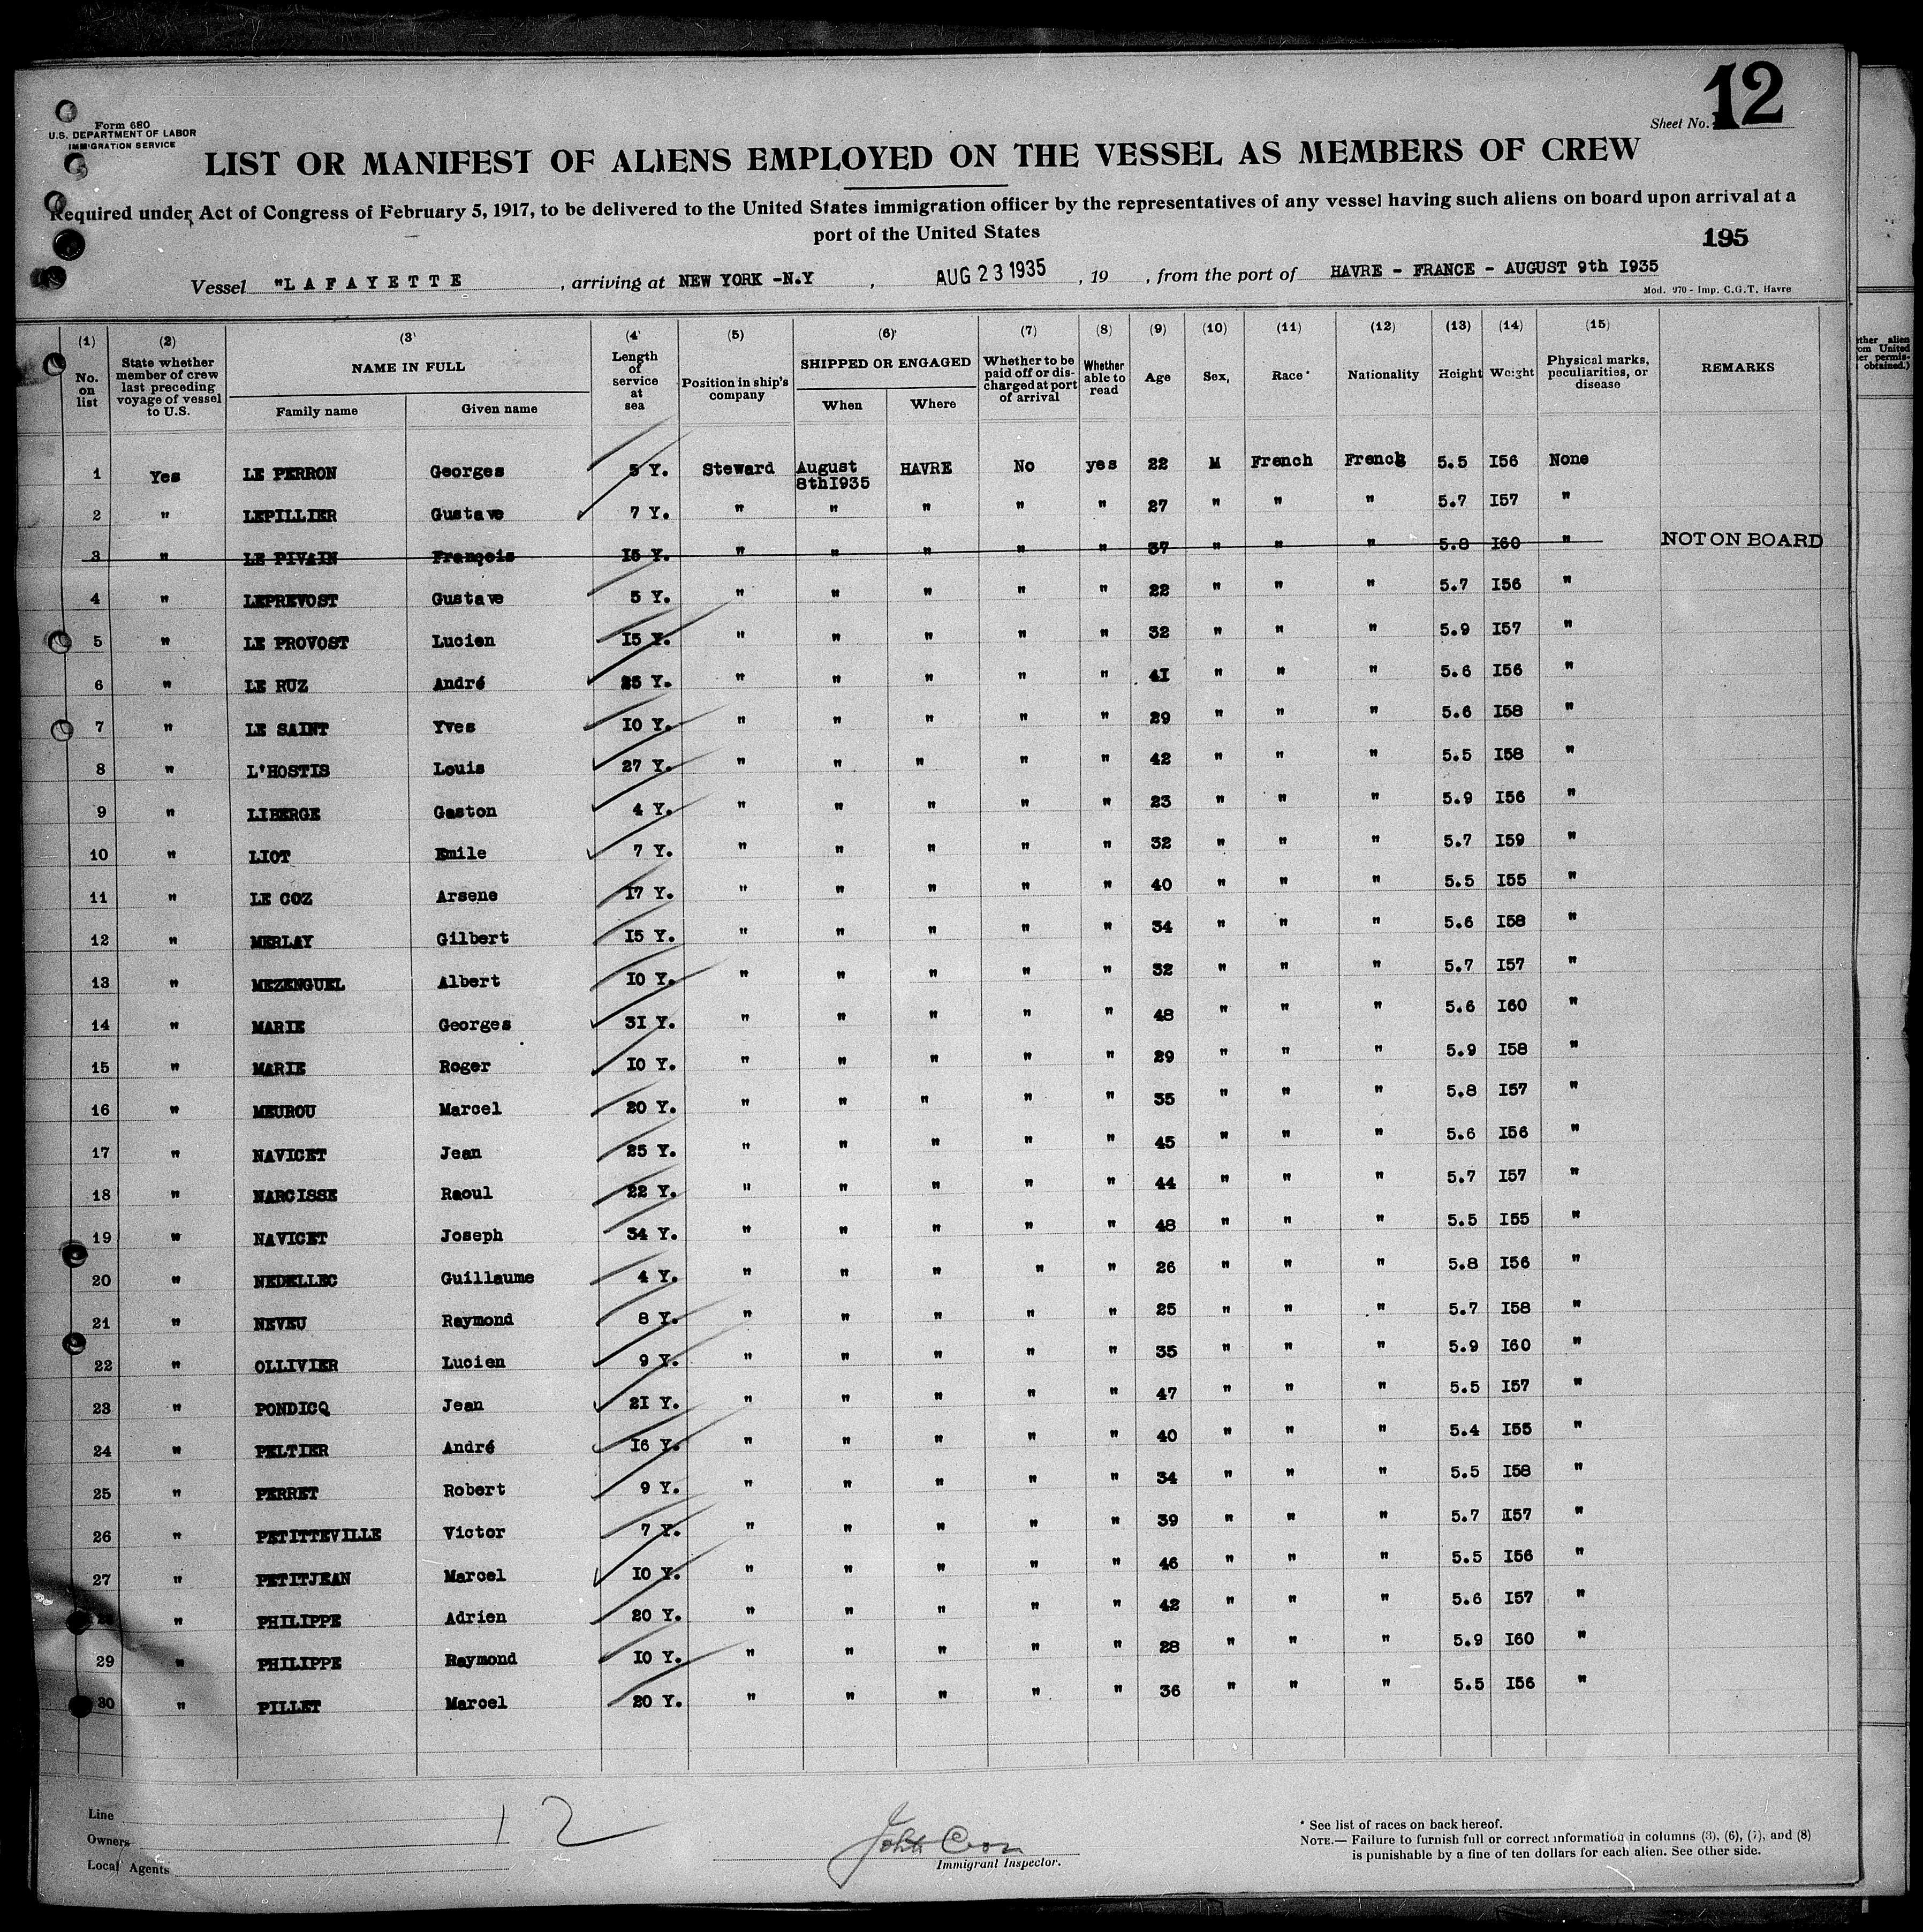 12
Form 680
U.S. DEPARTMENT OF LABOR
IMMIGRATION SERVICE
Sheet No.
LIST OR MANIFEST OF ALIENS EMPLOYED ON THE VESSEL AS MEMBERS OF CREW
Required under Act of Congress of February 5, 1917, to be delivered to the United States immigration officer by the representatives of any vessel having such aliens on board upon arrival at a
port of the United States
195
Vessel "LAFAYETTE , arriving at NEW YORK -N.Y , AUG 23 1935 , 19 , from the port of HAVRE - FRANCE - AUGUST 9th I935
Mod. 970 - Imp. C.G.T. Havre
(1) (2) (3) (4) (5) (6) (7) (8) (9) (10) (11) (12) (13) (14) (15)
No. on list
State whether member of crew last preceding voyage of vessel to U.S.
NAME IN FULL
Family name Given name
Length of service at sea
Position in ship's company
SHIPPED OR ENGAGED
When Where
Whether to be paid off or discharged at port of arrival
Whether able to read
Age Sex, Race * Nationality Height Weight
Physical marks, peculiarities, or disease
REMARKS
1 Yes LE PERRON Georges 5 Y. Steward August 8thI935 HAVRE No yes 22 M French French 5.5 I56 None
2 " LEPILLIER Gustave 7 Y. " " " " " 27 " " " 5.7 I57 "
3 " LE PIVAIN François I5 Y. " " " " " 37 " " " 5.8 I60 " NOT ON BOARD
4 " LEPREVOST Gustave 5 Y. " " " " " 22 " " " 5.7 I56 "
5 " LE PROVOST Lucien I5 Y. " " " " " 32 " " " 5.9 I57 "
6 " LE RUZ André 25 Y. " " " " " 4I " " " 5.6 I56 "
7 " LE SAINT Yves I0 Y. " " " " " 29 " " " 5.6 I58 "
8 " L'HOSTIS Louis 27 Y. " " " " " 42 " " " 5.5 I58 "
9 " LIBERGE Gaston 4 Y. " " " " " 23 " " " 5.9 I56 "
10 " LIOT Emile 7 Y. " " " " " 32 " " " 5.7 I59 "
11 " LE COZ Arsene I7 Y. " " " " " 40 " " " 5.5 I55 "
12 " MERLAY Gilbert I5 Y. " " " " " 34 " " " 5.6 I58 "
13 " MEZENGUEL Albert I0 Y. " " " " " 32 " " " 5.7 I57 "
14 " MARIE Georges 3I Y. " " " " " 48 " " " 5.6 I60 "
15 " MARIE Roger I0 Y. " " " " " 29 " " " 5.9 I58 "
16 " MEUROU Marcel 20 Y. " " " " " 35 " " " 5.8 I57 "
17 " NAVICET Jean 25 Y. " " " " " 45 " " " 5.6 I56 "
18 " NARCISSE Raoul 22 Y. " " " " " 44 " " " 5.7 I57 "
19 " NAVICET Joseph 34 Y. " " " " " 48 " " " 5.5 I55 "
20 " NEDELLEC Guillaume 4 Y. " " " " " 26 " " " 5.8 I56 "
21 " NEVEU Raymond 8 Y. " " " " " 25 " " " 5.7 I58 "
22 " OLLIVIER Lucien 9 Y. " " " " " 35 " " " 5.9 I60 "
23 " PONDICQ Jean 2I Y. " " " " " 47 " " " 5.5 I57 "
24 " PELTIER André I6 Y. " " " " " 40 " " " 5.4 I55 "
25 " PERRET Robert 9 Y. " " " " " 34 " " " 5.5 I58 "
26 " PETITTEVILLE Victor 7 Y. " " " " " 39 " " " 5.7 I57 "
27 " PETITJEAN Marcel I0 Y. " " " " " 46 " " " 5.5 I56 "
" PHILIPPE Adrien 20 Y. " " " " " 42 " " " 5.6 I57 "
29 " PHILIPPE Raymond I0 Y. " " " " " 28 " " " 5.9 I60 "
30 " PILLET Marcel 20 Y. " " " " " 36 " " " 5.5 I56 "
Line
Owners
Local Agents
12
John
Immigrant Inspector.
* See list of races on back hereof.
NOTE.— Failure to furnish full or correct information in columns (3), (6), (7), and (8)
is punishable by a fine of ten dollars for each alien. See other side.
ther alien
om United
er permis-
obtained.)